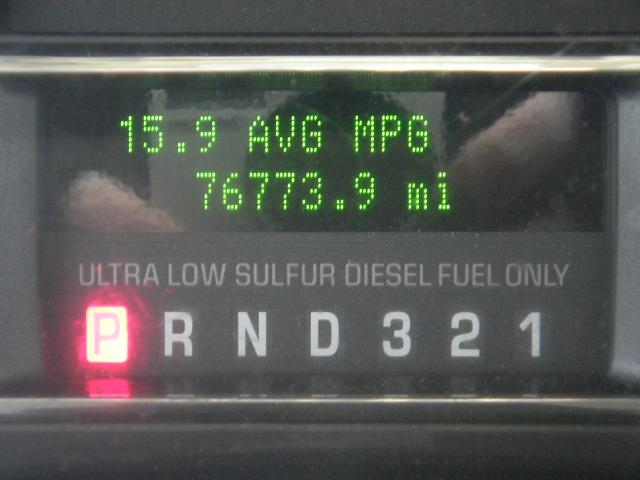 15.9 AVG MPG
76773.9 mi
ULTRA LOW SULFUR DIESEL FUEL ONLY
P R N D 3 2 1